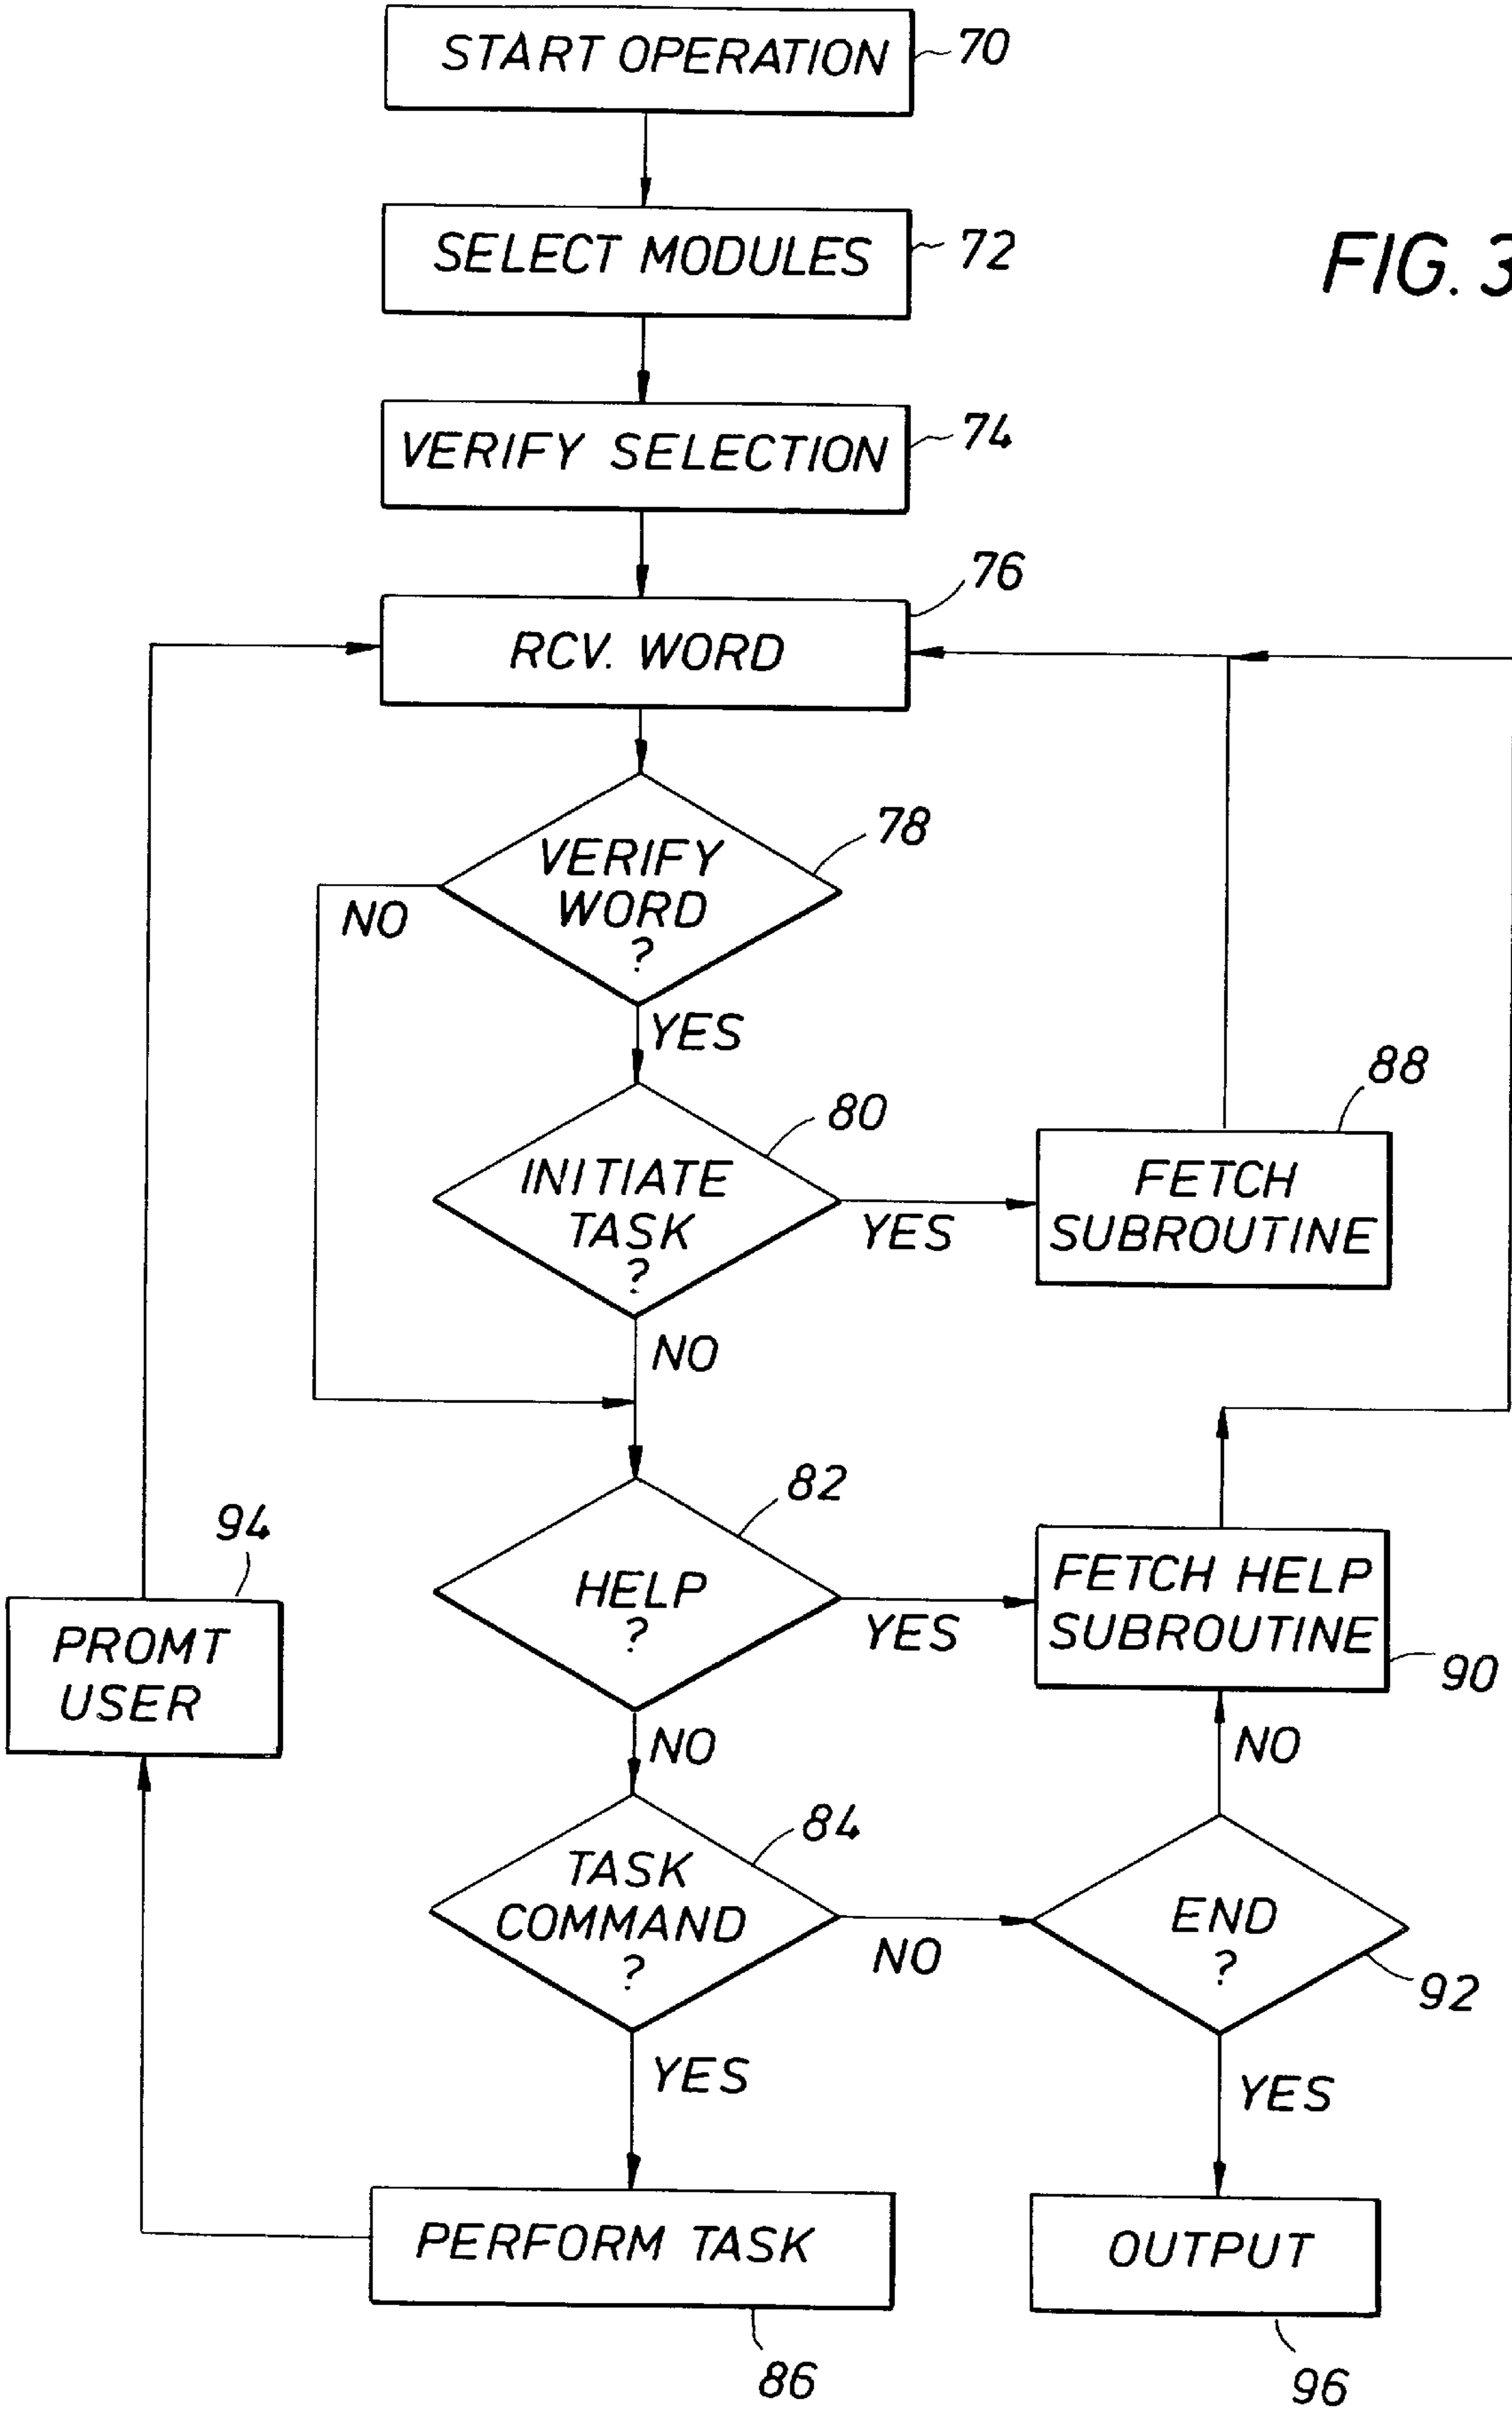 START OPERATION
70
SELECT MODULES
72
FIG. 3
VERIFY SELECTION
74
76
RCV. WORD
78
VERIFY
WORD
?
NO
YES
80
88
INITIATE
TASK
?
YES
FETCH
SUBROUTINE
NO
82
94
HELP
?
YES
FETCH HELP
SUBROUTINE
90
PROMT
USER
NO
NO
84
TASK
COMMAND
?
NO
END
?
92
YES
YES
PERFORM TASK
OUTPUT
86
96